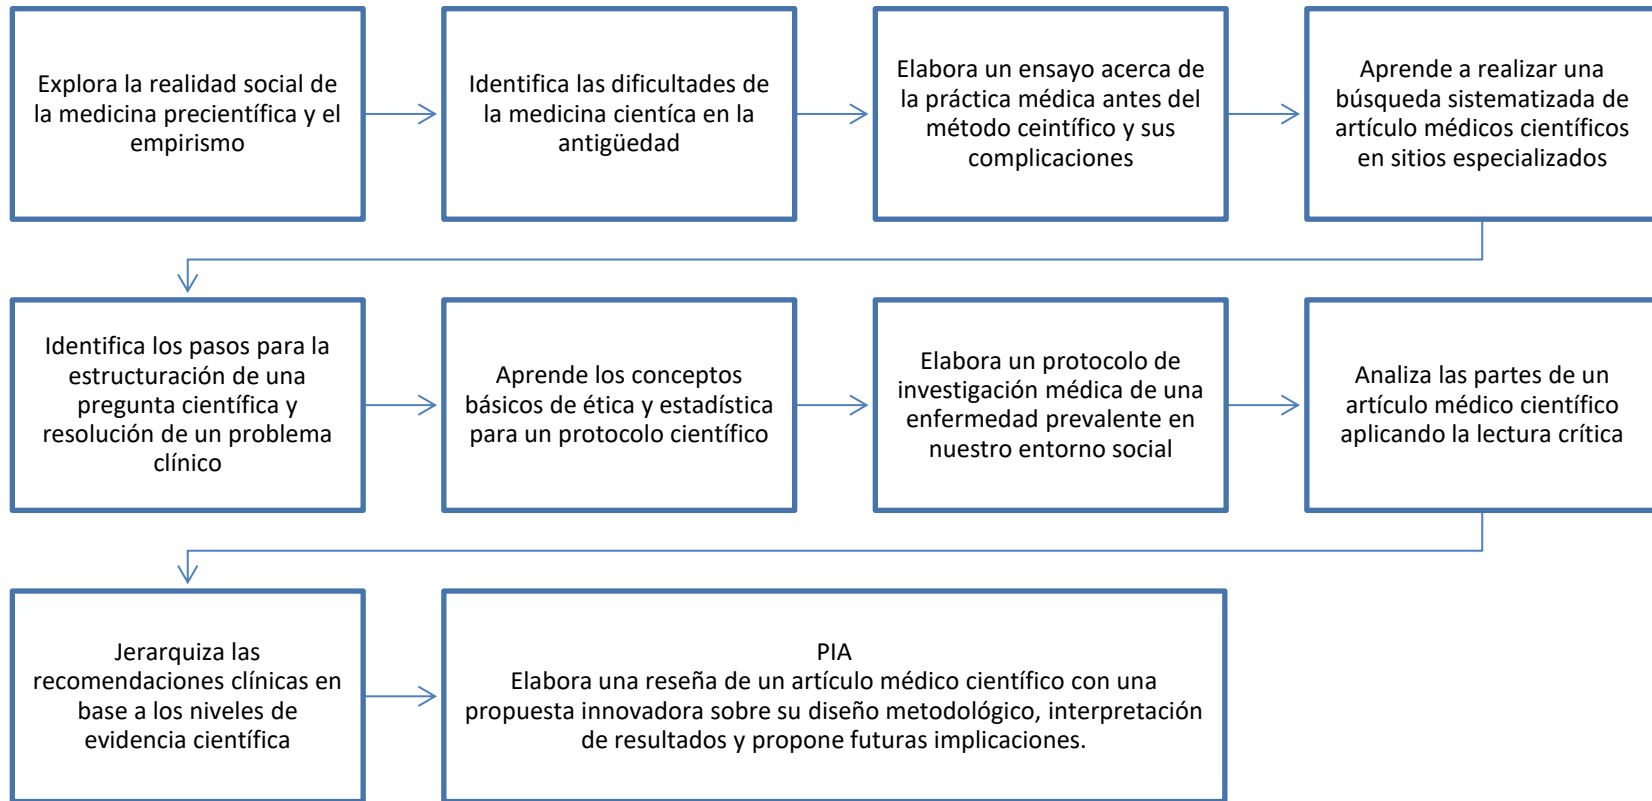 Explora la realidad social de
la medicina precientífica y el
empirismo
Identifica las dificultades de
la medicina cientíca en la
antigüedad
Elabora un ensayo acerca de
la práctica médica antes del
método ceintífico y sus
complicaciones
Aprende a realizar una
búsqueda sistematizada de
artículo médicos científicos
en sitios especializados
Identifica los pasos para la
estructuración de una
pregunta científica y
resolución de un problema
clínico
Aprende los conceptos
básicos de ética y estadística
para un protocolo científico
Elabora un protocolo de
investigación médica de una
enfermedad prevalente en
nuestro entorno social
Analiza las partes de un
artículo médico científico
aplicando la lectura crítica
Jerarquiza las
recomendaciones clínicas en
base a los niveles de
evidencia científica
PIA
Elabora una reseña de un artículo médico científico con una
propuesta innovadora sobre su diseño metodológico, interpretación
de resultados y propone futuras implicaciones.